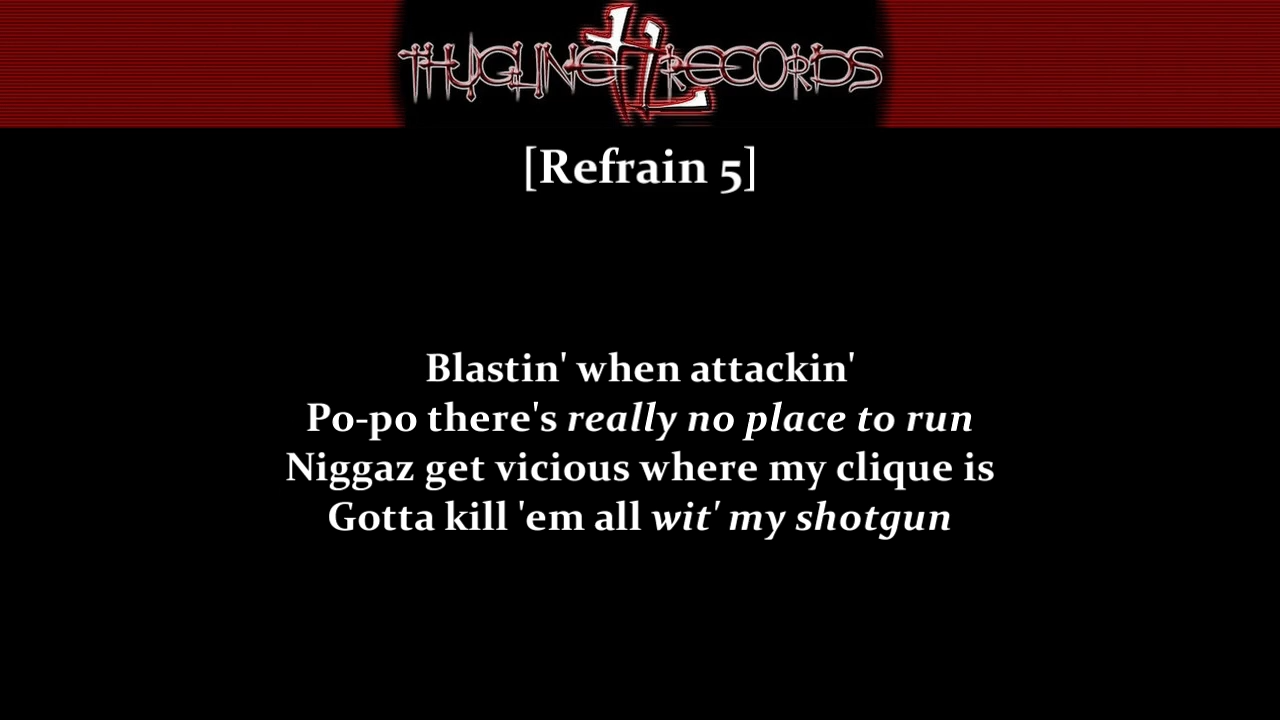 THUGLINE RECORDS
[Refrain 5]
Blastin' when attackin'
Po-po there's really no place to run
Niggaz get vicious where my clique is
Gotta kill 'em all wit' my shotgun